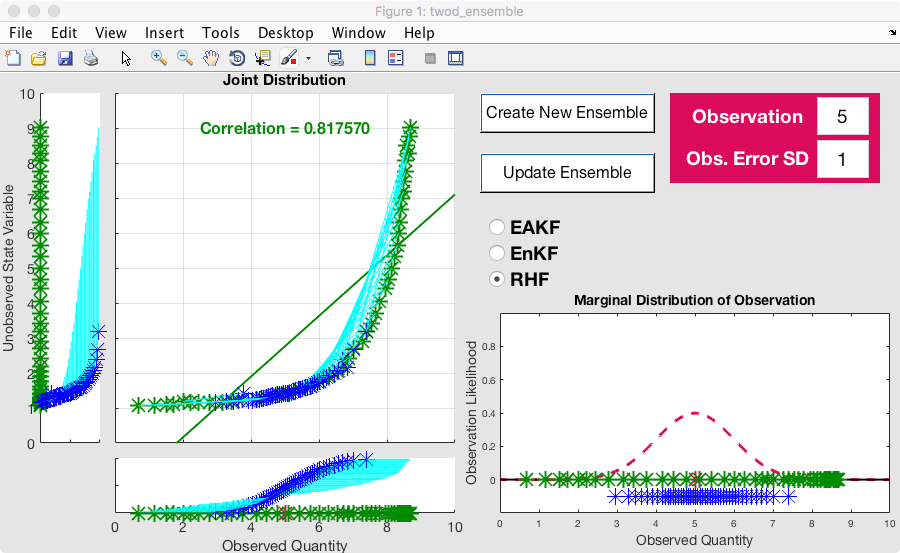 Figure 1: twod_ensemble
File Edit View Insert Tools Desktop Window Help
Joint Distribution
Correlation = 0.817570
Unobserved State Variable
10
9
8
7
6
5
4
3
2
1
0
0 2 4 6 8 10
Observed Quantity
Create New Ensemble
Update Ensemble
Observation 5
Obs. Error SD 1
EAKF
EnKF
RHF
Marginal Distribution of Observation
Observation Likelihood
0.8
0.6
0.4
0.2
0
0 1 2 3 4 5 6 7 8 9 10
Observed Quantity